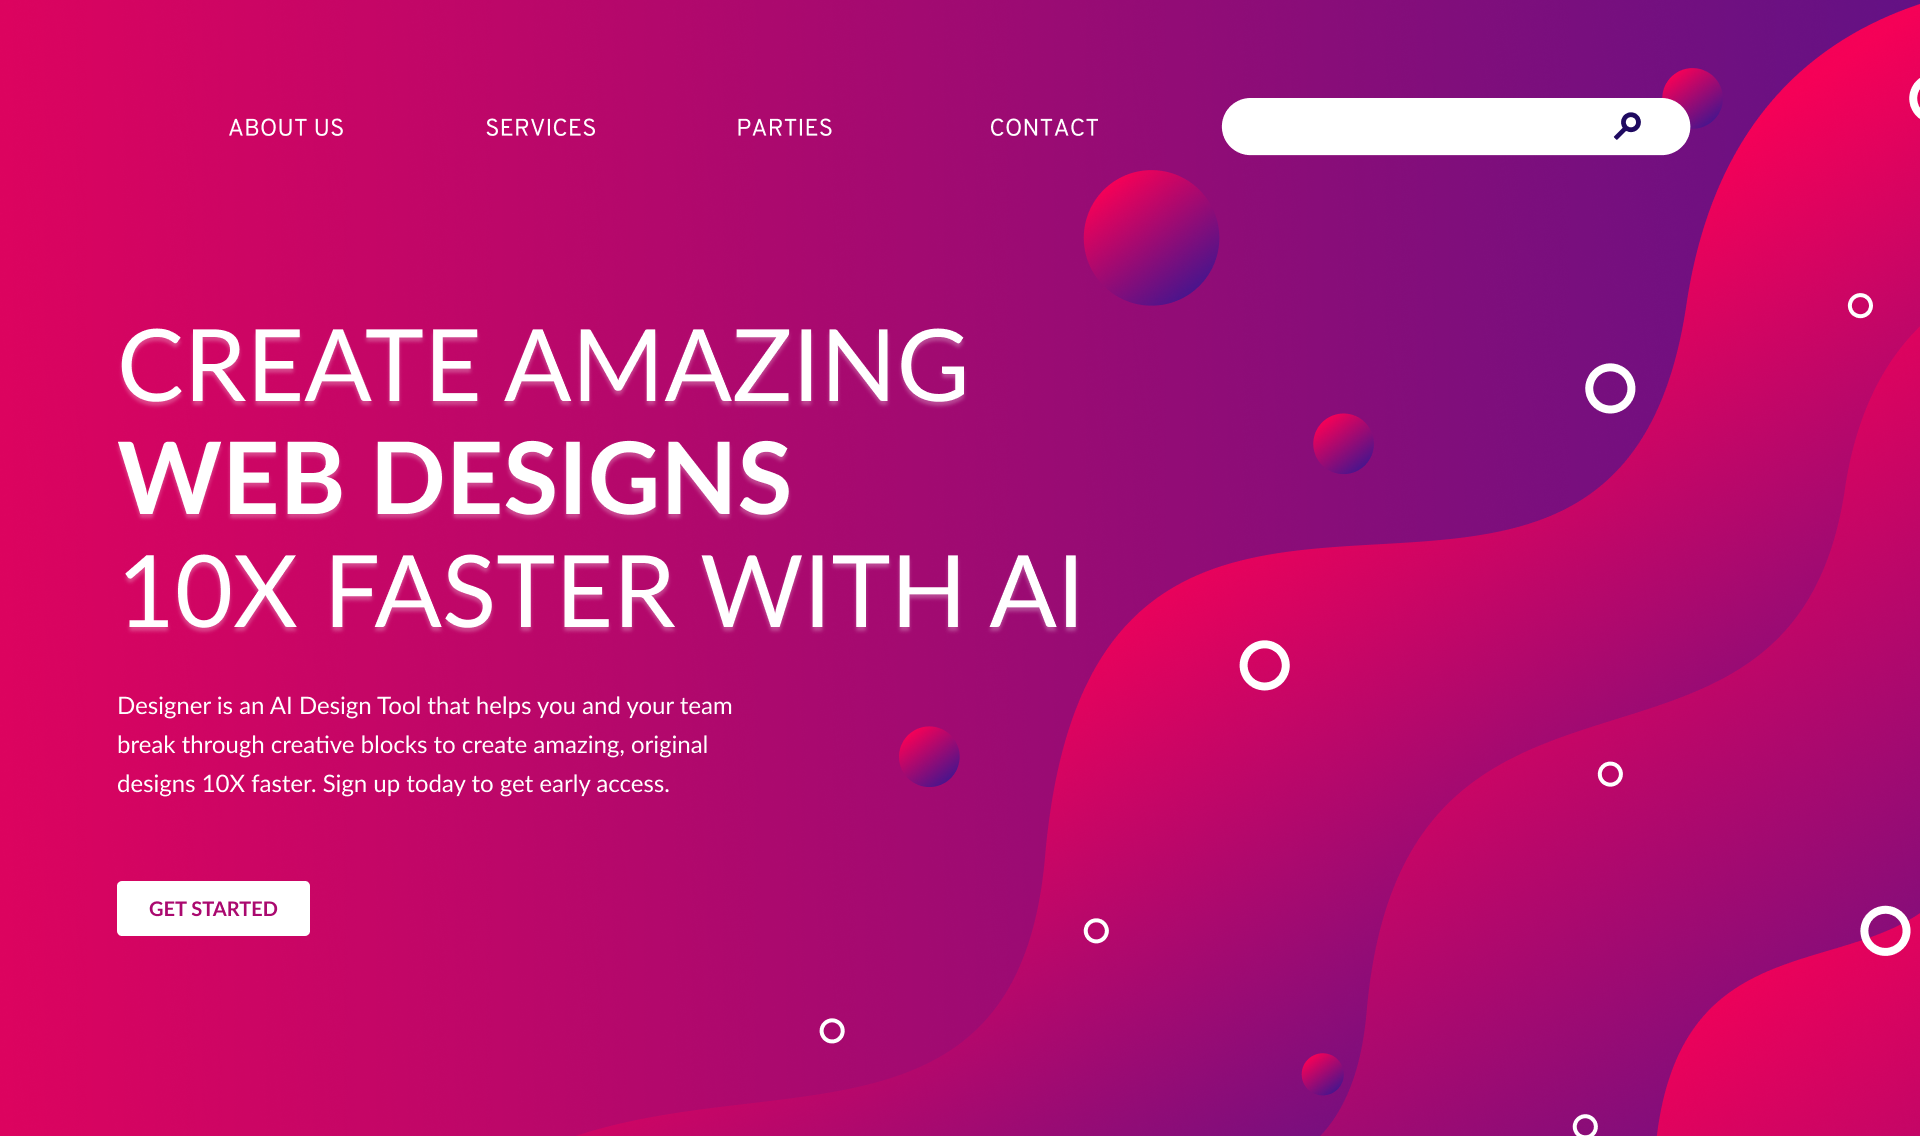 ABOUT US
SERVICES
PARTIES
CONTACT
CREATE AMAZING
WEB DESIGNS
10X FASTER WITH AI
Designer is an AI Design Tool that helps you and your team
break through creative blocks to create amazing, original
designs 10X faster. Sign up today to get early access.
GET STARTED